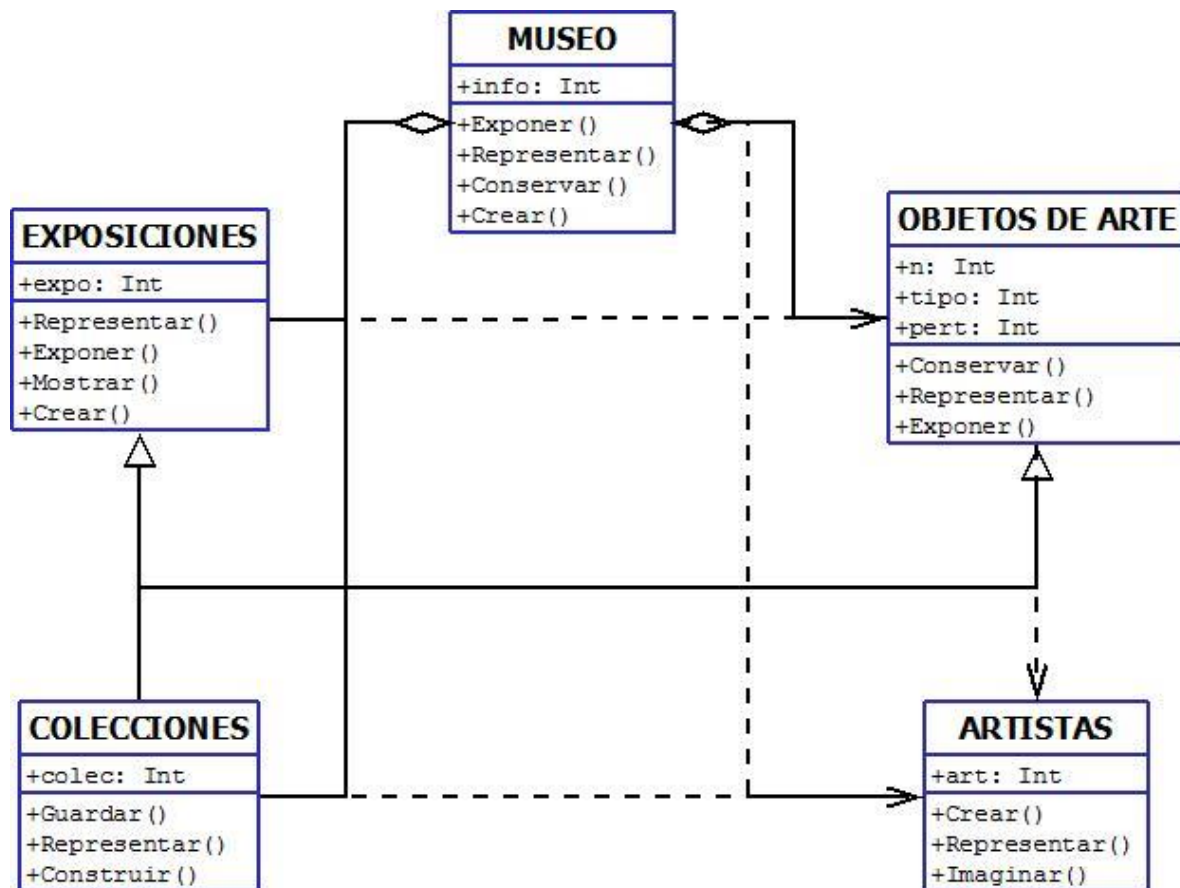 MUSEO
+info: Int
+Exponer()
+Representar()
+Conservar()
+Crear()
EXPOSICIONES
+expo: Int
+Representar()
+Exponer()
+Mostrar()
+Crear()
OBJETOS DE ARTE
+n: Int
+tipo: Int
+pert: Int
+Conservar()
+Representar()
+Exponer()
COLECCIONES
+colec: Int
+Guardar()
+Representar()
+Construir()
ARTISTAS
+art: Int
+Crear()
+Representar()
+Imaginar()